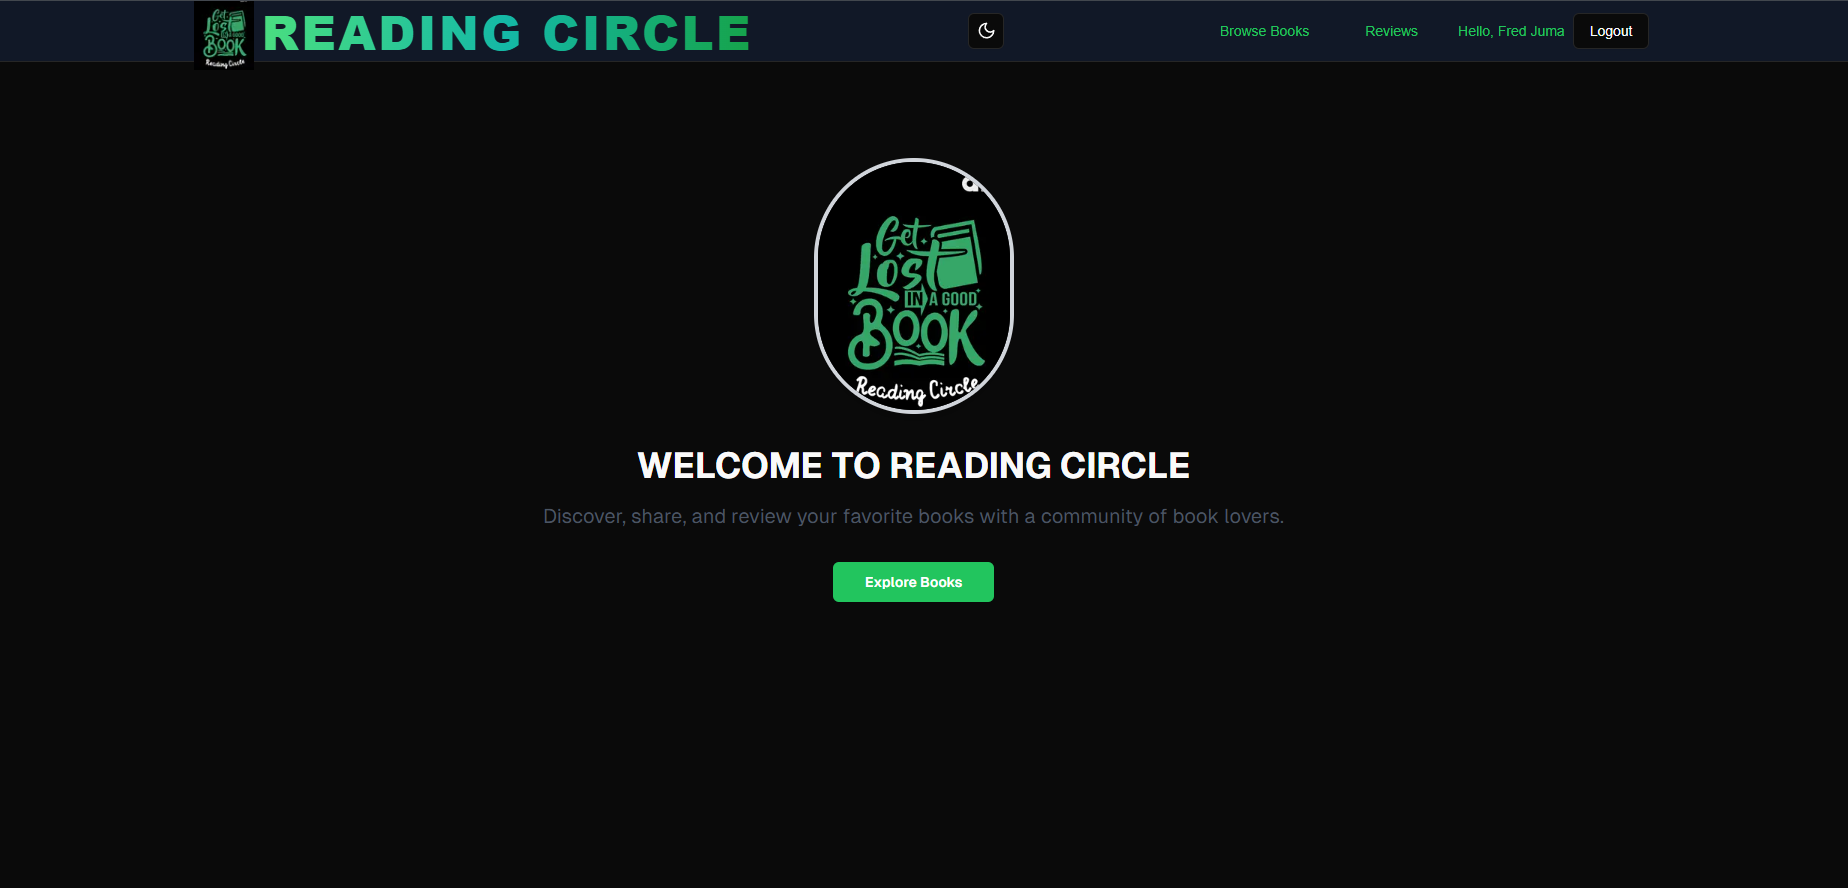 Get
Lost
IN A GOOD
BOOK
Reading Circle
READING CIRCLE
Browse Books
Reviews
Hello, Fred Juma
Logout
Get
Lost
IN A GOOD
BOOK
Reading Circle
WELCOME TO READING CIRCLE
Discover, share, and review your favorite books with a community of book lovers.
Explore Books